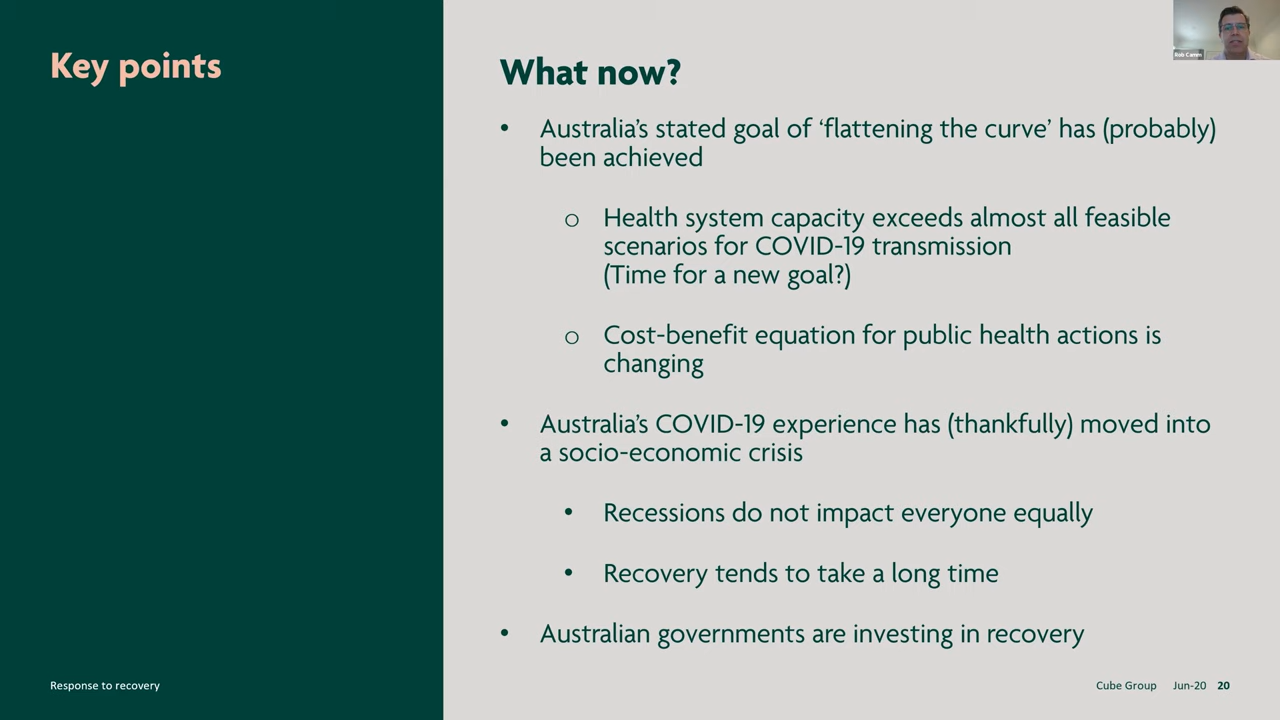 Key points
What now?
Rob Camm
• Australia's stated goal of ‘flattening the curve’ has (probably)
been achieved
o Health system capacity exceeds almost all feasible
scenarios for COVID-19 transmission
(Time for a new goal?)
o Cost-benefit equation for public health actions is
changing
• Australia's COVID-19 experience has (thankfully) moved into
a socio-economic crisis
• Recessions do not impact everyone equally
• Recovery tends to take a long time
• Australian governments are investing in recovery
Response to recovery
Cube Group Jun-20 20